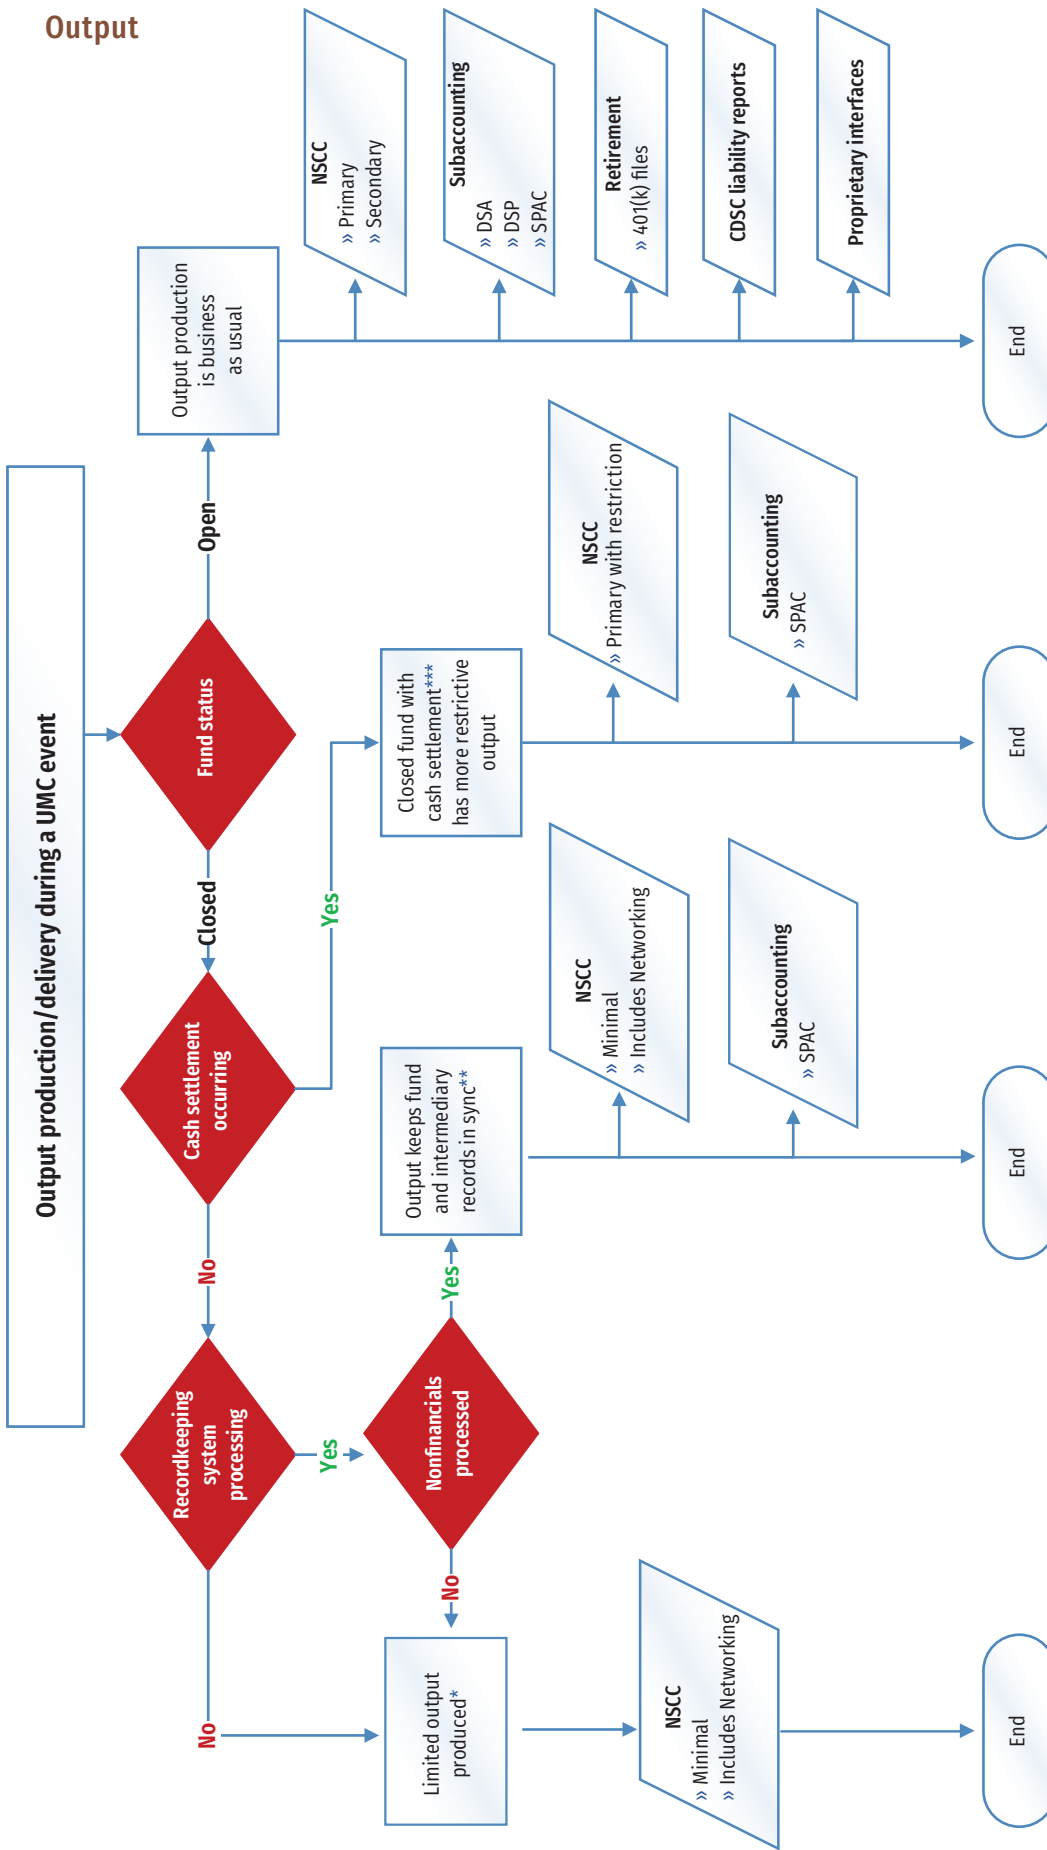 Output
Output production/delivery during a UMC event
Fund status
Open
Closed
Output production
is business
as usual
NSCC
» Primary
» Secondary
Subaccounting
» DSA
» DSP
» SPAC
Retirement
» 401(k) files
CDSC liability reports
Proprietary interfaces
End
Cash settlement
occurring
Yes
No
Closed fund with
cash settlement***
has more restrictive
output
NSCC
» Primary with restriction
Subaccounting
» SPAC
End
Recordkeeping
system
processing
Yes
No
Nonfinancials
processed
Yes
No
Output keeps fund
and intermediary
records in sync**
NSCC
» Minimal
» Includes Networking
Subaccounting
» SPAC
End
Limited output
produced*
NSCC
» Minimal
» Includes Networking
End